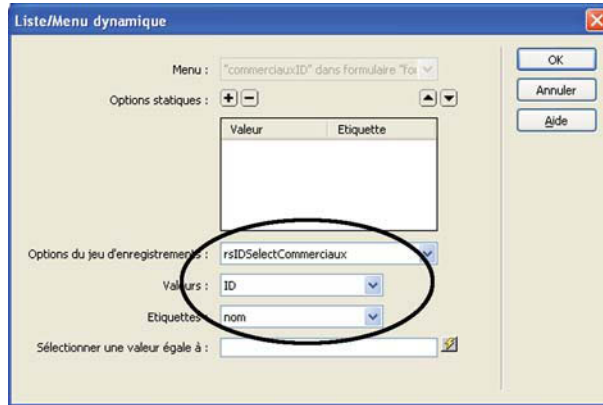 Liste/Menu dynamique
Menu : "commerciauxID" dans formulaire "for
OK
Options statiques :
Annuler
Aide
Valeur Etiquette
Options du jeu d'enregistrements : rsIDSelectCommerciaux
Valeurs : ID
Etiquettes : nom
Sélectionner une valeur égale à :